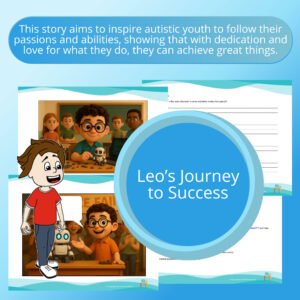 This story aims to inspire autistic youth to follow their
passions and abilities, showing that with dedication and
love for what they do, they can achieve great things.
Leo's Journey
to Success